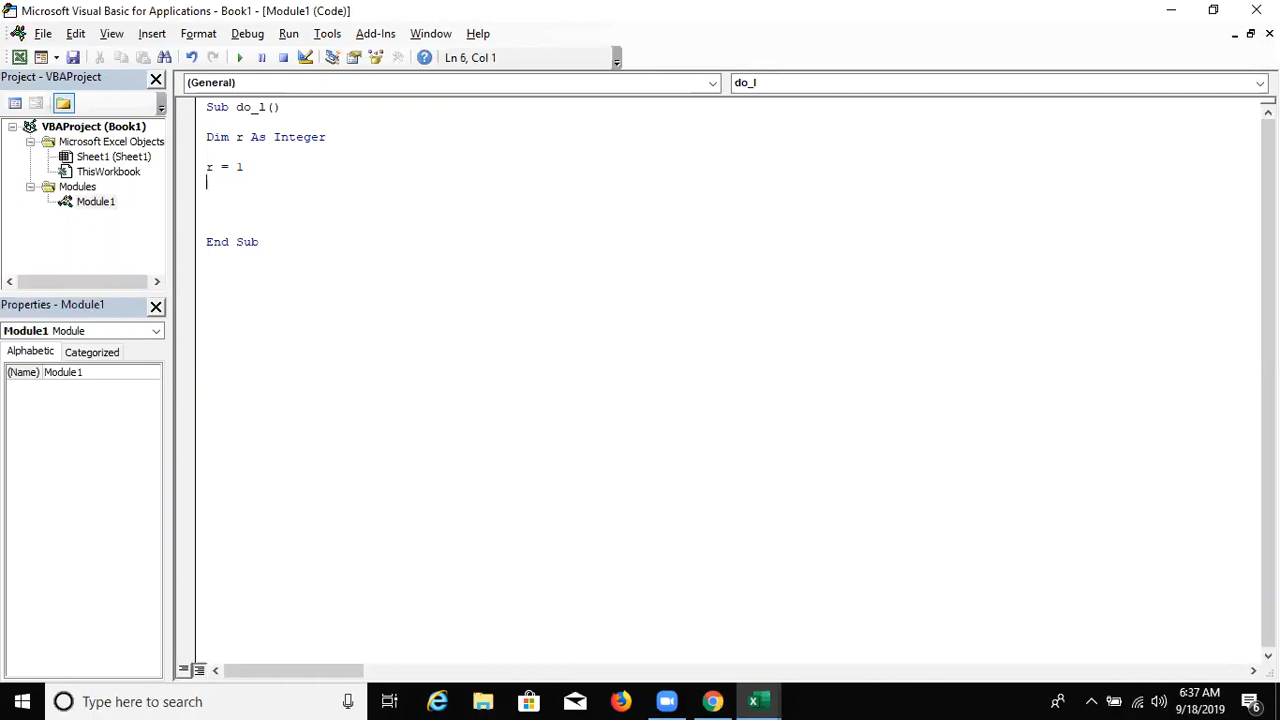 Microsoft Visual Basic for Applications - Book1 - [Module1 (Code)]
File Edit View Insert Format Debug Run Tools Add-Ins Window Help
Ln 6, Col 1
Project - VBAProject
(General)
do_l
VBAProject (Book1)
Microsoft Excel Objects
Sheet1 (Sheet1)
ThisWorkbook
Modules
Module1
Sub do_l()
Dim r As Integer
r = 1
End Sub
Properties - Module1
Module1 Module
Alphabetic Categorized
(Name) Module1
Type here to search
6:37 AM
9/18/2019
6